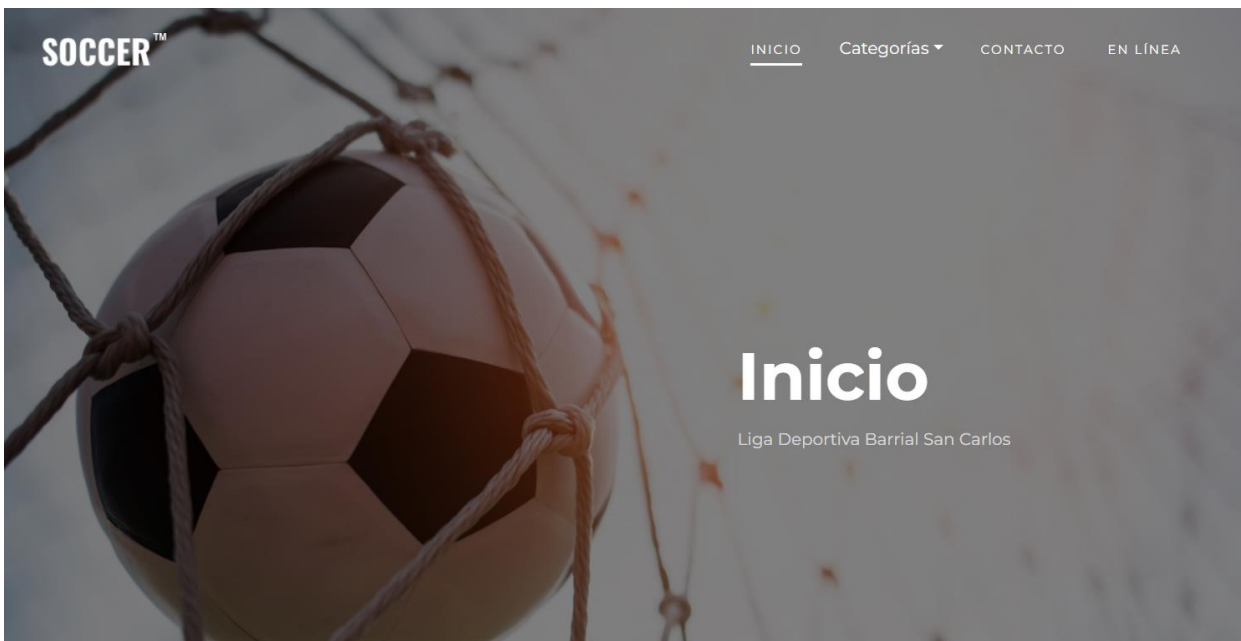 SOCCER™
INICIO Categorías CONTACTO EN LÍNEA
Inicio
Liga Deportiva Barrial San Carlos